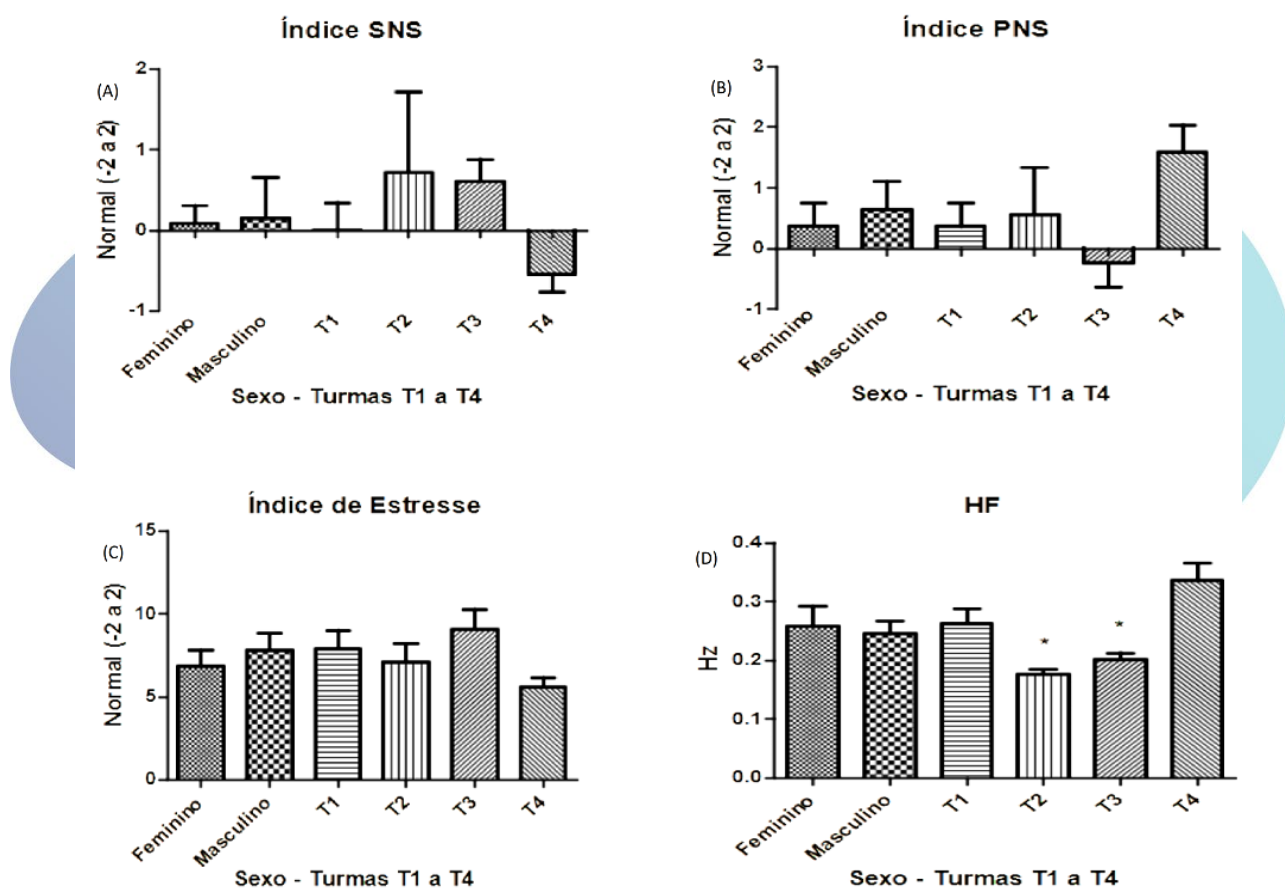 Índice SNS
(A)
Normal (-2 a 2)
2
1
0
-1
Feminino
Masculino
T1
T2
T3
T4
Sexo - Turmas T1 a T4
Índice PNS
(B)
Normal (-2 a 2)
3
2
1
0
-1
Feminino
Masculino
T1
T2
T3
T4
Sexo - Turmas T1 a T4
Índice de Estresse
(C)
Normal (-2 a 2)
15
10
5
0
Feminino
Masculino
T1
T2
T3
T4
Sexo - Turmas T1 a T4
HF
(D)
Hz
0.4
0.3
0.2
0.1
0.0
*
*
Feminino
Masculino
T1
T2
T3
T4
Sexo - Turmas T1 a T4